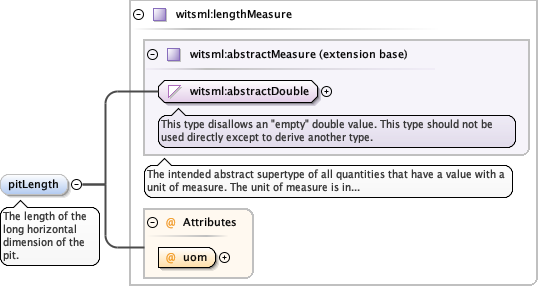 witsml:lengthMeasure
witsml:abstractMeasure (extension base)
witsml:abstractDouble
This type disallows an "empty" double value. This type should not be
used directly except to derive another type.
The intended abstract supertype of all quantities that have a value with a
unit of measure. The unit of measure is in...
pitLength
The length of the
long horizontal
dimension of the
pit.
@ Attributes
@ uom